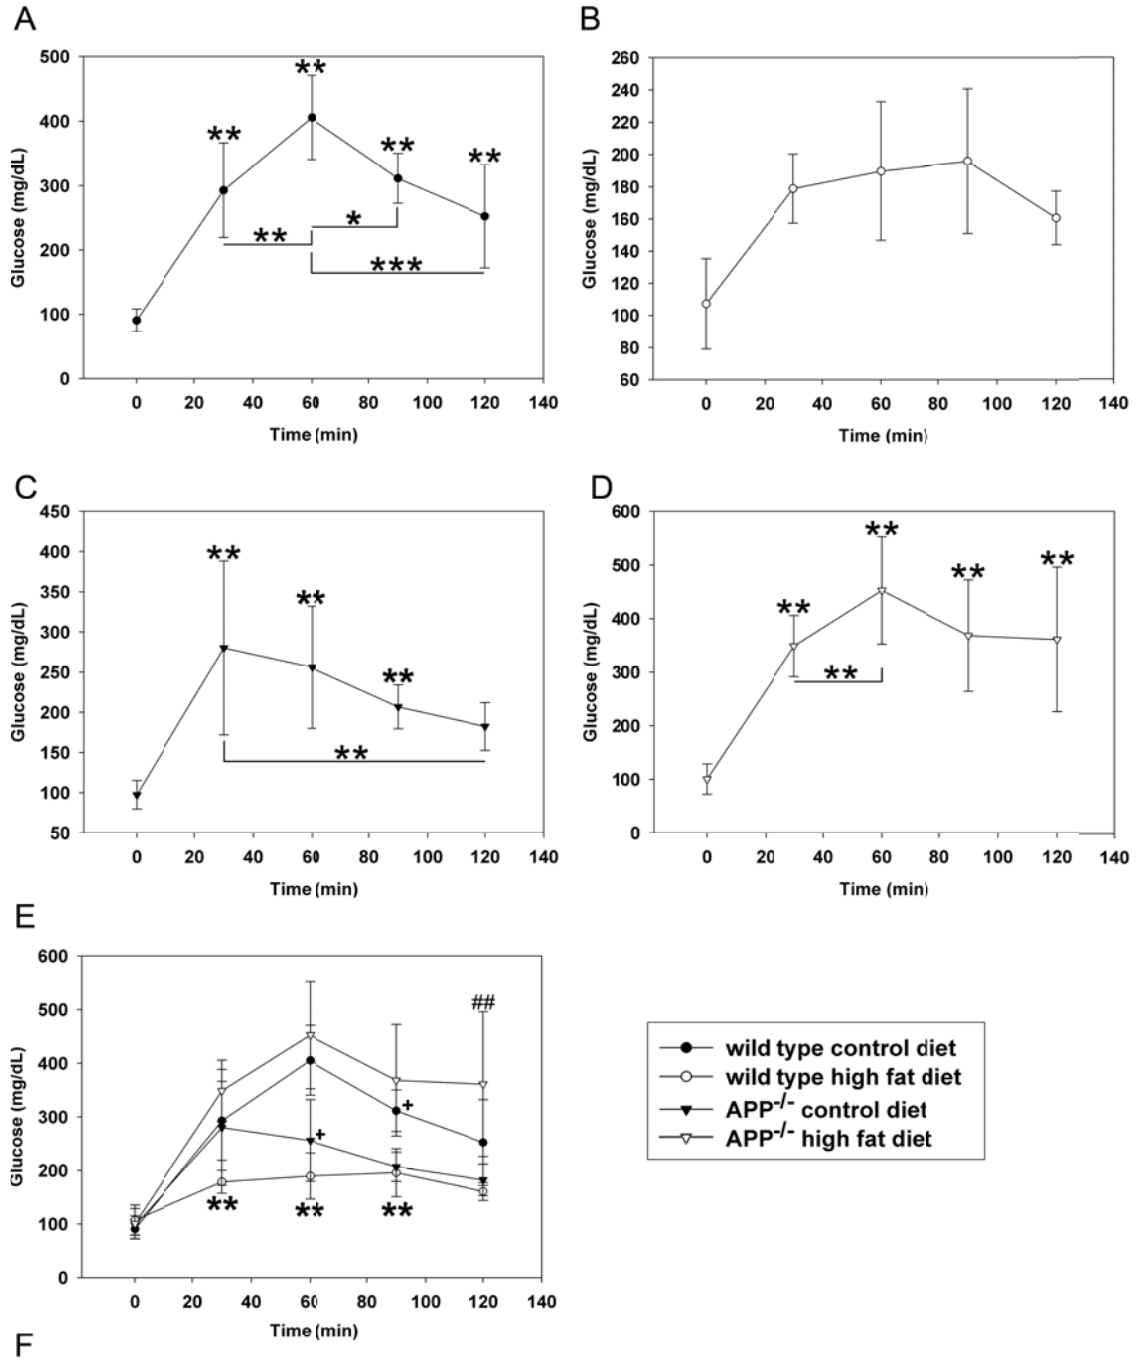 A
500
400
300
200
100
0
Glucose (mg/dL)
**
**
**
**
**
*
***
0 20 40 60 80 100 120 140
Time (min)
B
260
240
220
200
180
160
140
120
100
80
60
Glucose (mg/dL)
0 20 40 60 80 100 120 140
Time (min)
C
450
400
350
300
250
200
150
100
50
Glucose (mg/dL)
**
**
**
**
0 20 40 60 80 100 120 140
Time (min)
D
600
500
400
300
200
100
0
Glucose (mg/dL)
**
**
**
**
**
0 20 40 60 80 100 120 140
Time (min)
E
600
500
400
300
200
100
0
Glucose (mg/dL)
##
+
+
**
**
**
0 20 40 60 80 100 120 140
Time (min)
wild type control diet
wild type high fat diet
APP-/- control diet
APP-/- high fat diet
F